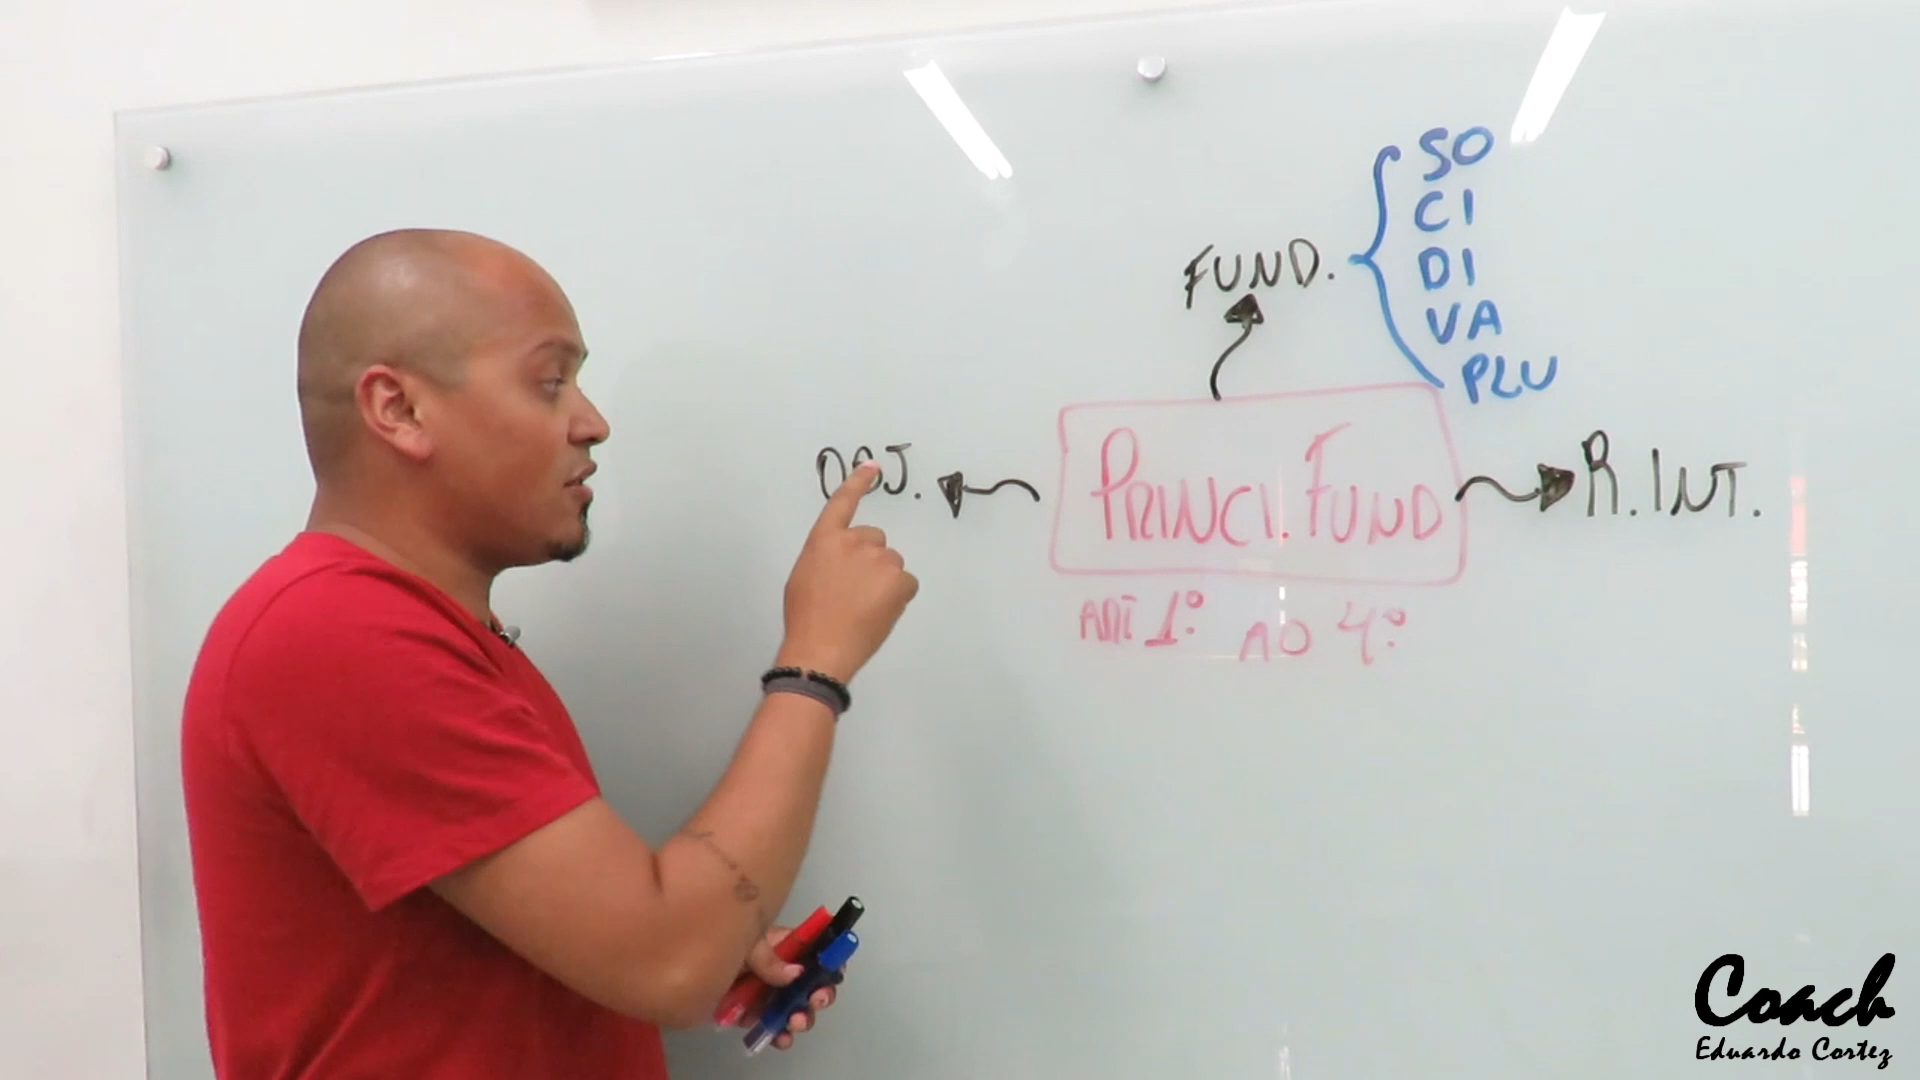 SO
CI
DI
VA
PLU
FUND.
OBJ.
PRINCI. FUND
R. INT.
ART 1º AO 4º
Coach
Eduardo Cortez